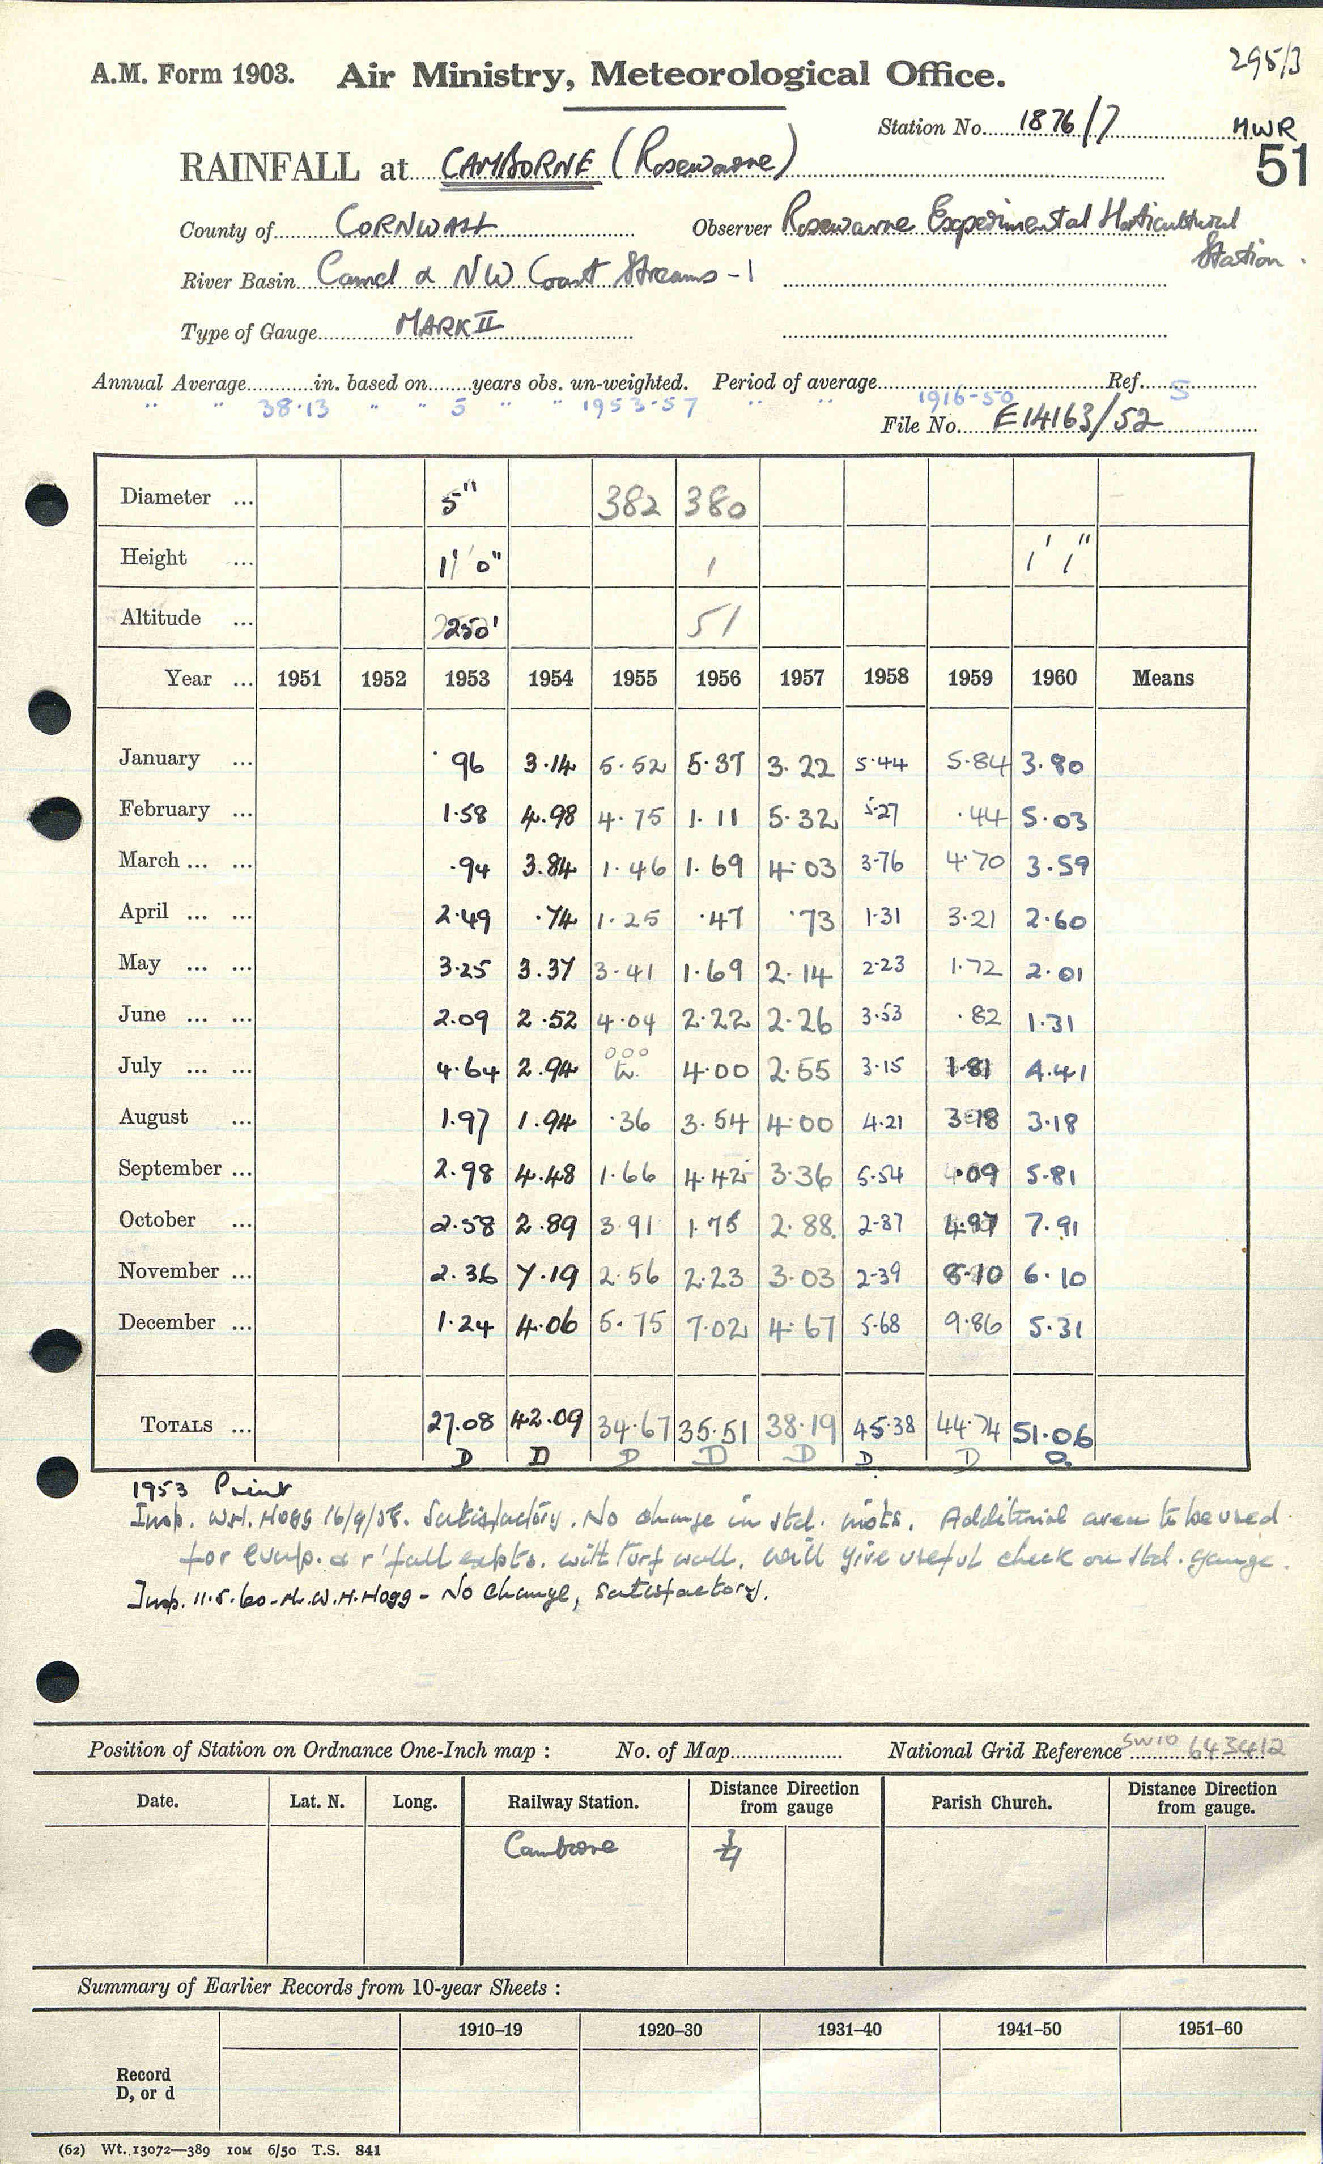 295/3
A.M. Form 1903. Air Ministry, Meteorological Office.
Station No. 1876/7 MWR
51
RAINFALL at CAMBORNE (Rosewarne)
County of CORNWALL Observer Rosewarne Experimental Horticultural
Station.
River Basin Camel & NW Coast Streams - 1
Type of Gauge MARK II
Annual Average in. based on years obs. un-weighted. Period of average Ref.
" " 38·13 " " 5 " " 1953-57 " " 1916-50 5
File No. E14163/52
Diameter ... 5" 382 380
Height ... 1' 0" 1 1' 1"
Altitude ... 250' 51
Year ... 1951 1952 1953 1954 1955 1956 1957 1958 1959 1960 Means
January ... ·96 3·14 5·52 5·37 3·22 5·44 5·84 3·80
February ... 1·58 4·98 4·75 1·11 5·32 5·27 ·44 5·03
March ... ... ·94 3·84 1·46 1·69 4·03 3·76 4·70 3·59
April ... ... 2·49 ·74 1·25 ·47 ·73 1·31 3·21 2·60
May ... ... 3·25 3·37 3·41 1·69 2·14 2·23 1·72 2·01
June ... ... 2·09 2·52 4·04 2·22 2·26 3·53 ·82 1·31
July ... ... 4·64 2·94 000 tr. 4·00 2·55 3·15 1·81 4·41
August ... 1·97 1·94 ·36 3·54 4·00 4·21 3·18 3·18
September ... 2·98 4·48 1·66 4·42 3·36 5·54 ·09 5·81
October ... 2·58 2·89 3·91 1·75 2·88 2·87 4·97 7·91
November ... 2·36 7·19 2·56 2·23 3·03 2·39 8·10 6·10
December ... 1·24 4·06 5·75 7·02 4·67 5·68 9·86 5·31
TOTALS ... 27·08 42·09 34·67 35·51 38·19 45·38 44·74 51·06
D D D D D D D D
1953 Print
Insp. W.H. Hogg 16/9/58. Satisfactory. No change in std. insts. Additional area to be used
for evap. & r'fall expts. with turf wall. will give useful check on std. gauge.
Insp. 11·5·60 - Mr. W.H. Hogg - No change, satisfactory.
Position of Station on Ordnance One-Inch map : No. of Map National Grid Reference SW10 643412
Date. Lat. N. Long. Railway Station. Distance from gauge Direction Parish Church. Distance from gauge. Direction
Camborne ¾
Summary of Earlier Records from 10-year Sheets :
1910–19 1920–30 1931–40 1941–50 1951–60
Record
D, or d
(62) Wt. 13072—389 10M 6/50 T.S. 841